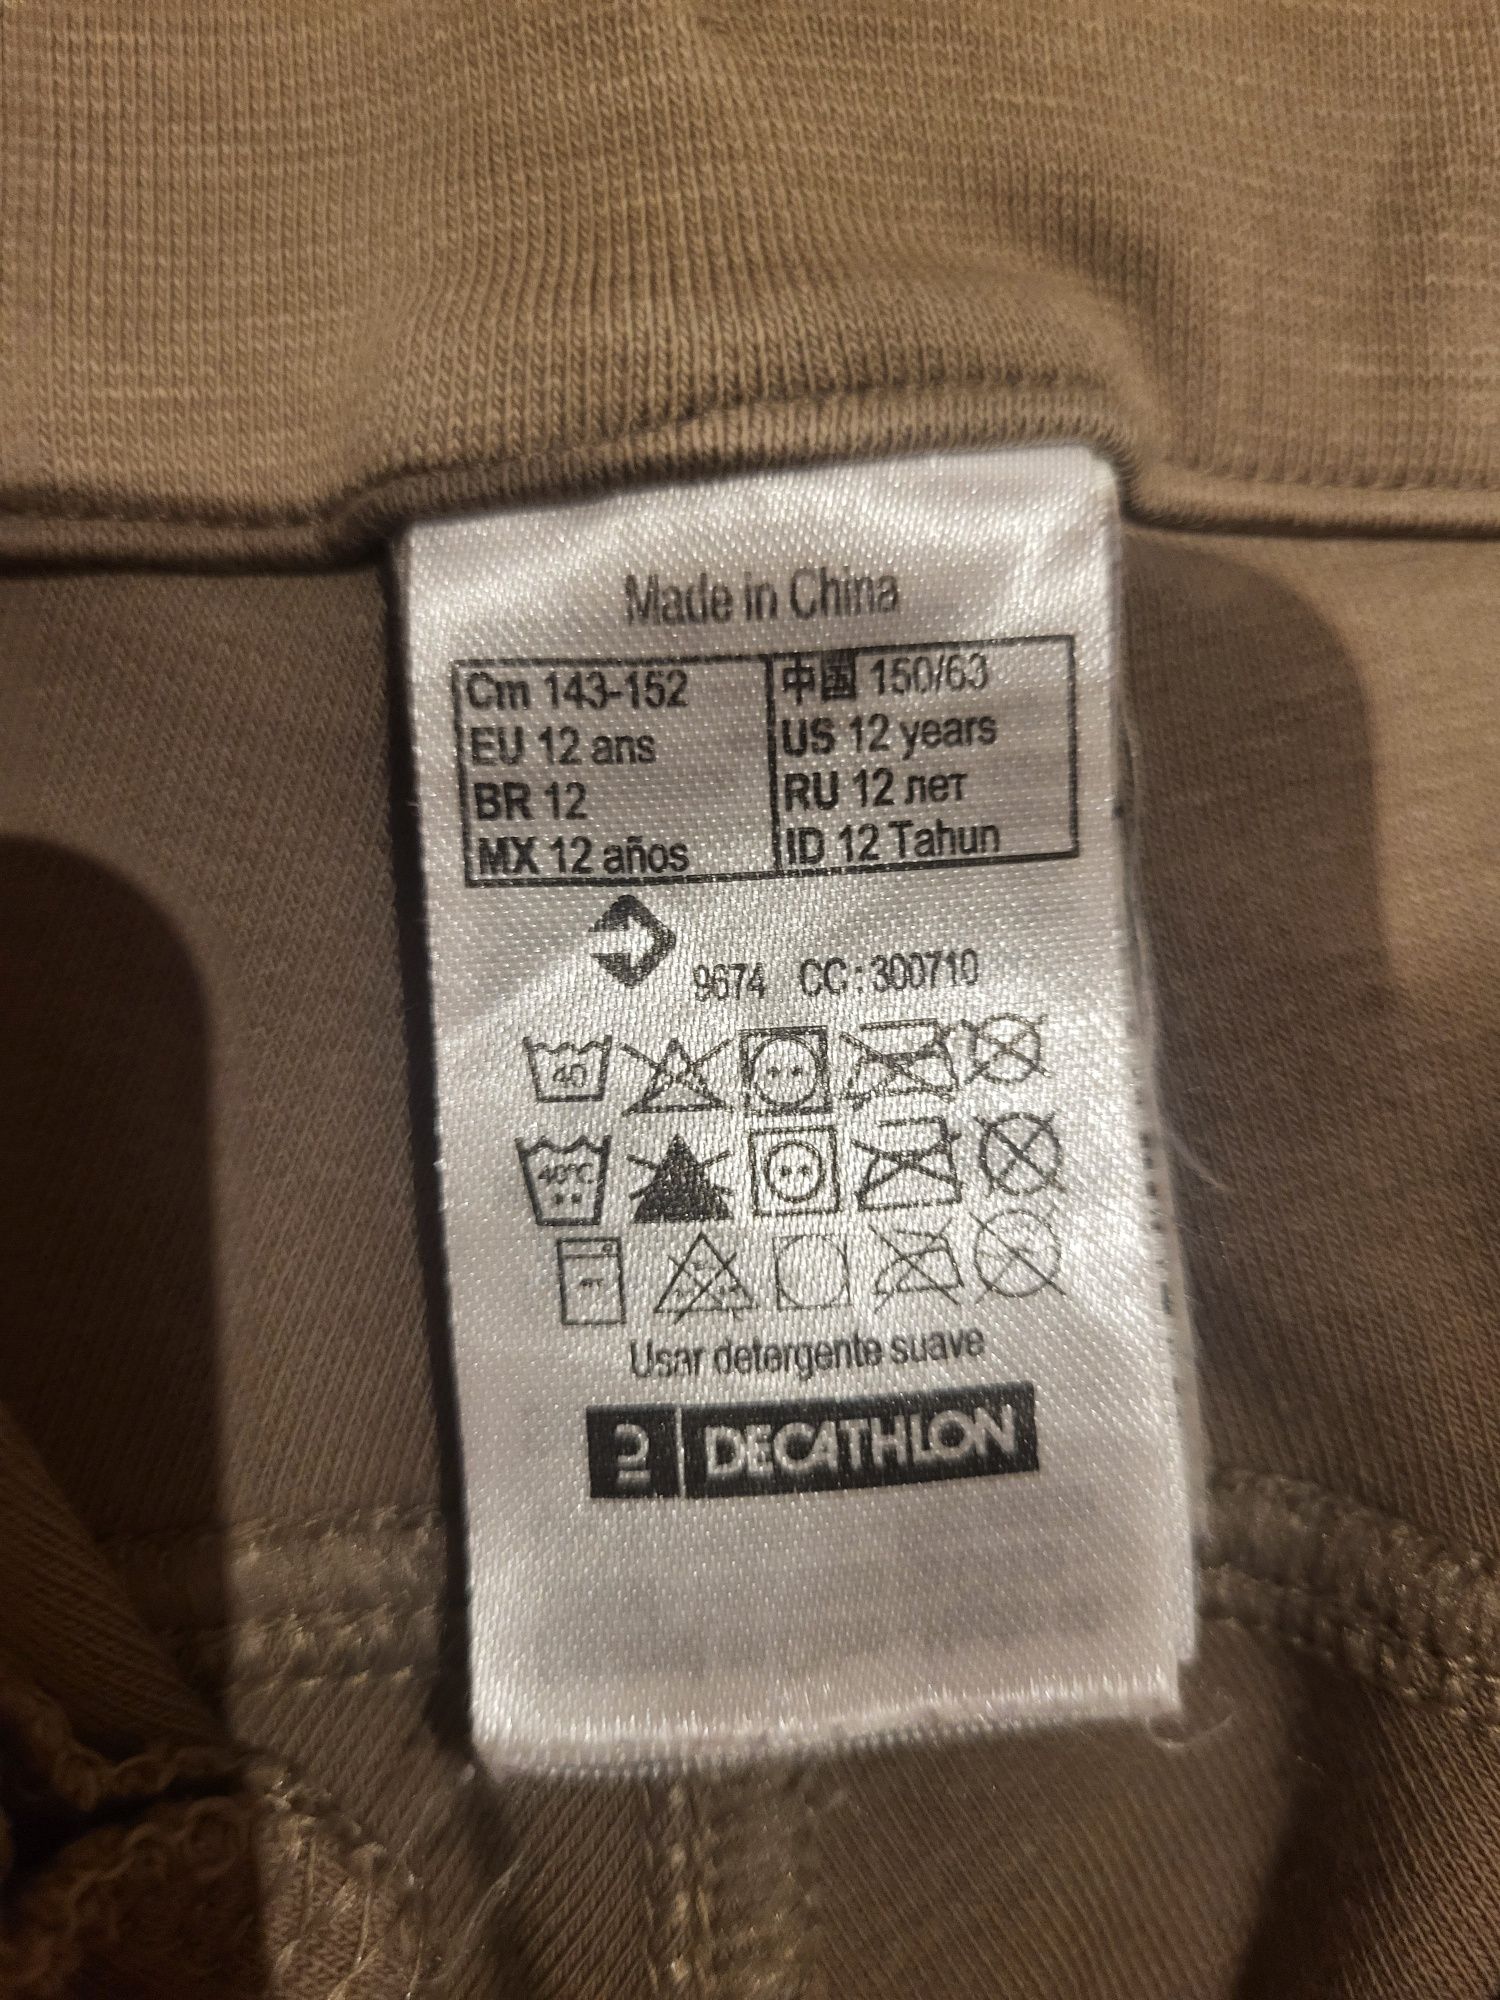 Made in China
Cm 143-152
EU 12 ans
BR 12
MX 12 años
中国 150/63
US 12 years
RU 12 лет
ID 12 Tahun
9674 CC: 300710
40
40°C
Usar detergente suave
DECATHLON